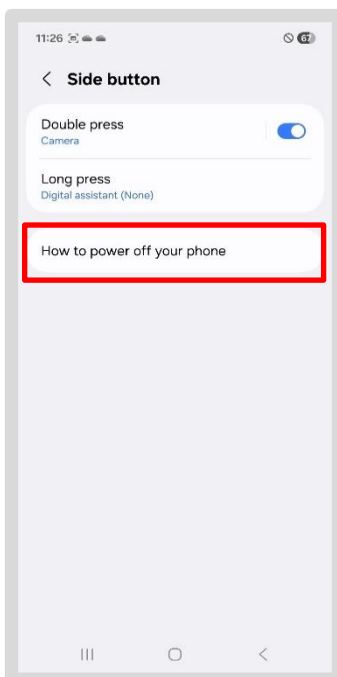 11:26
67
Side button
Double press
Camera
Long press
Digital assistant (None)
How to power off your phone